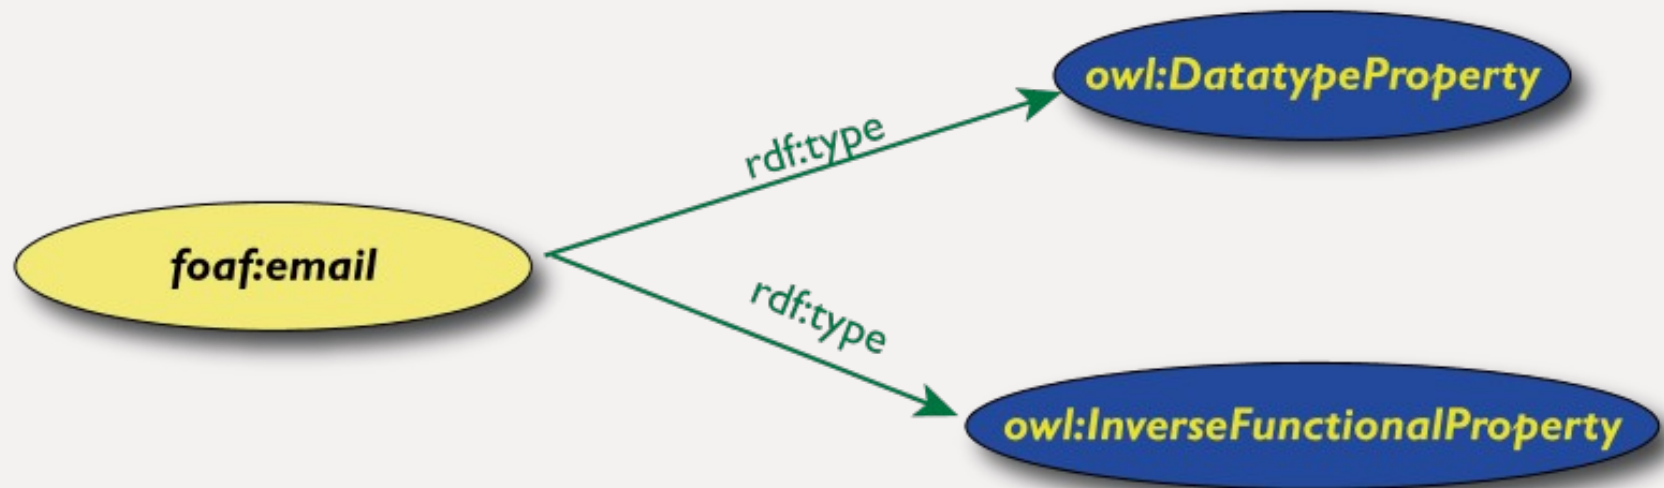 owl:DatatypeProperty
rdf:type
foaf:email
rdf:type
owl:InverseFunctionalProperty